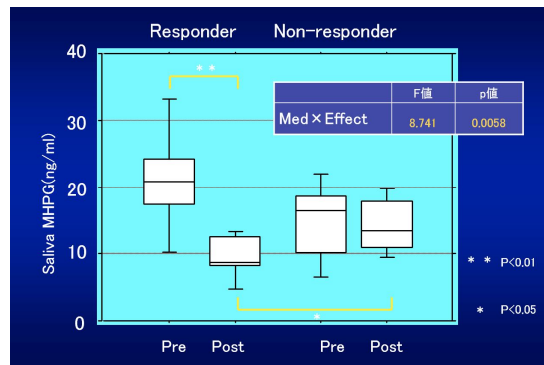 Responder Non-responder
40
30
20
10
0
Saliva MHPG(ng/ml)
* *
F値 p値
Med×Effect 8.741 0.0058
* * P<0.01
* P<0.05
*
Pre Post Pre Post